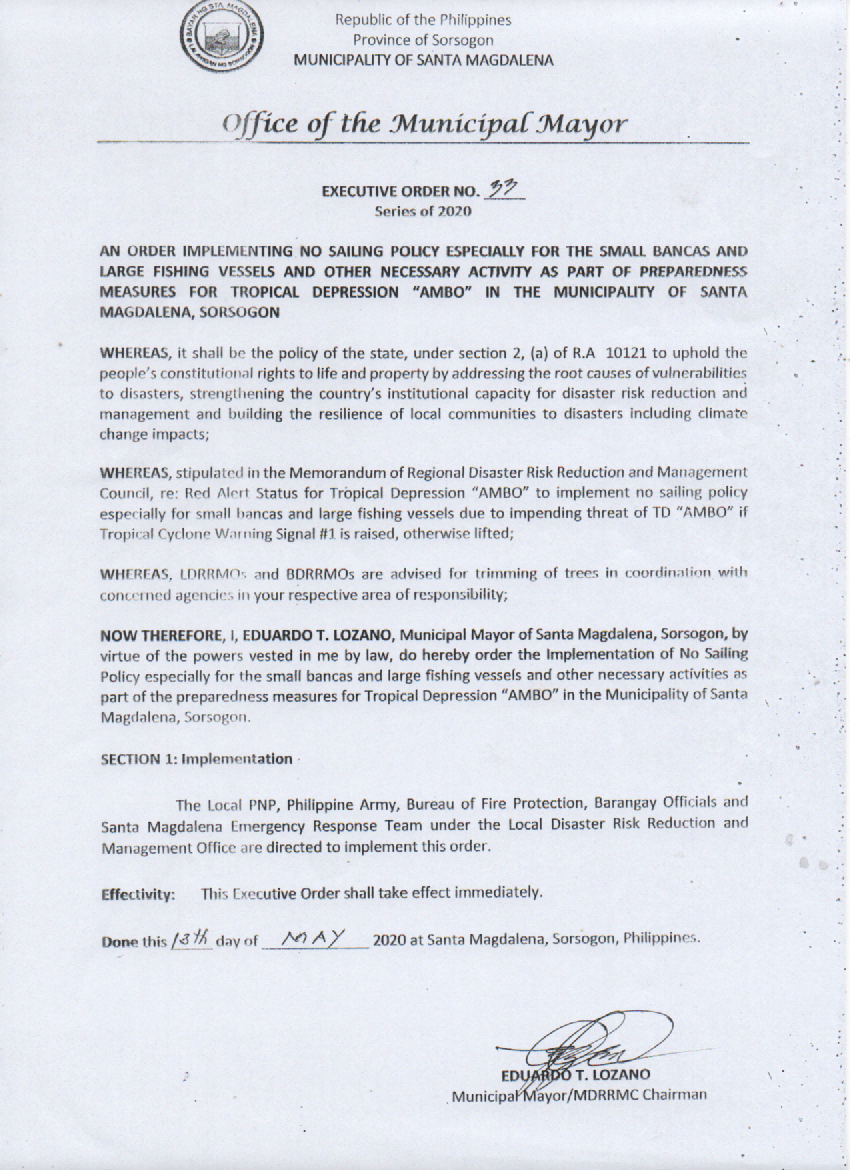 Republic of the Philippines
Province of Sorsogon
MUNICIPALITY OF SANTA MAGDALENA
Office of the Municipal Mayor
EXECUTIVE ORDER NO. 33
Series of 2020
AN ORDER IMPLEMENTING NO SAILING POLICY ESPECIALLY FOR THE SMALL BANCAS AND
LARGE FISHING VESSELS AND OTHER NECESSARY ACTIVITY AS PART OF PREPAREDNESS
MEASURES FOR TROPICAL DEPRESSION “AMBO” IN THE MUNICIPALITY OF SANTA
MAGDALENA, SORSOGON
WHEREAS, it shall be the policy of the state, under section 2, (a) of R.A 10121 to uphold the
people’s constitutional rights to life and property by addressing the root causes of vulnerabilities
to disasters, strengthening the country’s institutional capacity for disaster risk reduction and
management and building the resilience of local communities to disasters including climate
change impacts;
WHEREAS, stipulated in the Memorandum of Regional Disaster Risk Reduction and Management
Council, re: Red Alert Status for Tropical Depression “AMBO” to implement no sailing policy
especially for small bancas and large fishing vessels due to impending threat of TD “AMBO” if
Tropical Cyclone Warning Signal #1 is raised, otherwise lifted;
WHEREAS, LDRRMOs and BDRRMOs are advised for trimming of trees in coordination with
concerned agencies in your respective area of responsibility;
NOW THEREFORE, I, EDUARDO T. LOZANO, Municipal Mayor of Santa Magdalena, Sorsogon, by
virtue of the powers vested in me by law, do hereby order the Implementation of No Sailing
Policy especially for the small bancas and large fishing vessels and other necessary activities as
part of the preparedness measures for Tropical Depression “AMBO” in the Municipality of Santa
Magdalena, Sorsogon.
SECTION 1: Implementation
The Local PNP, Philippine Army, Bureau of Fire Protection, Barangay Officials and
Santa Magdalena Emergency Response Team under the Local Disaster Risk Reduction and
Management Office are directed to implement this order.
Effectivity: This Executive Order shall take effect immediately.
Done this 13th day of MAY 2020 at Santa Magdalena, Sorsogon, Philippines.
EDUARDO T. LOZANO
Municipal Mayor/MDRRMC Chairman